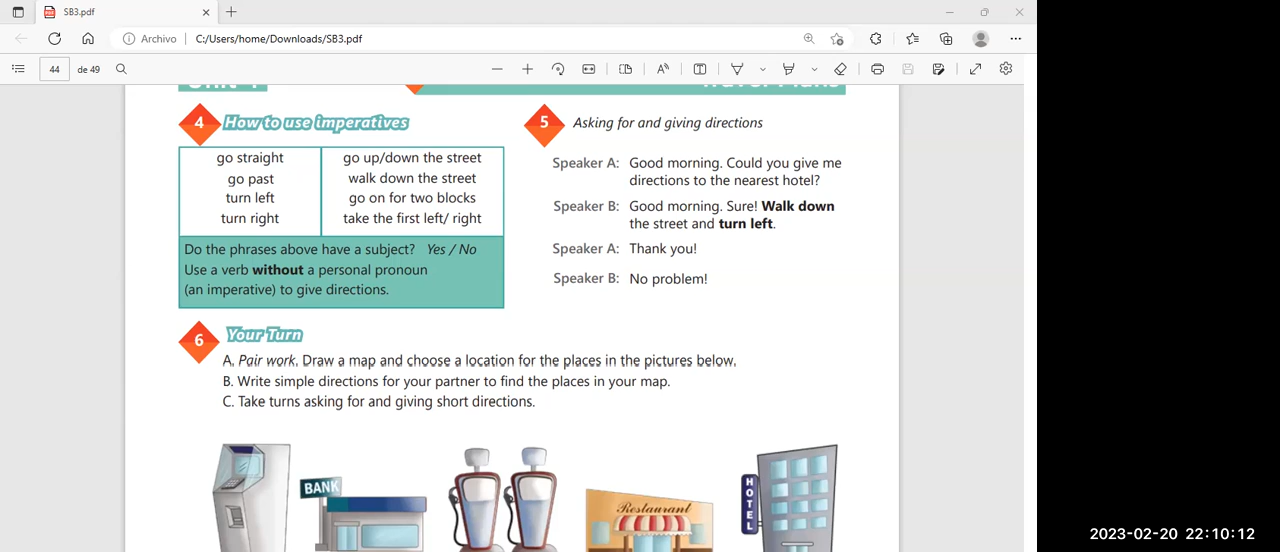 SB3.pdf
Archivo
C:/Users/home/Downloads/SB3.pdf
44
de 49
4
How to use imperatives
go straight
go past
turn left
turn right
go up/down the street
walk down the street
go on for two blocks
take the first left/ right
Do the phrases above have a subject? Yes / No
Use a verb without a personal pronoun
(an imperative) to give directions.
5
Asking for and giving directions
Speaker A: Good morning. Could you give me
directions to the nearest hotel?
Speaker B: Good morning. Sure! Walk down
the street and turn left.
Speaker A: Thank you!
Speaker B: No problem!
6
Your Turn
A. Pair work. Draw a map and choose a location for the places in the pictures below.
B. Write simple directions for your partner to find the places in your map.
C. Take turns asking for and giving short directions.
BANK
Restaurant
HOTEL
2023-02-20 22:10:12